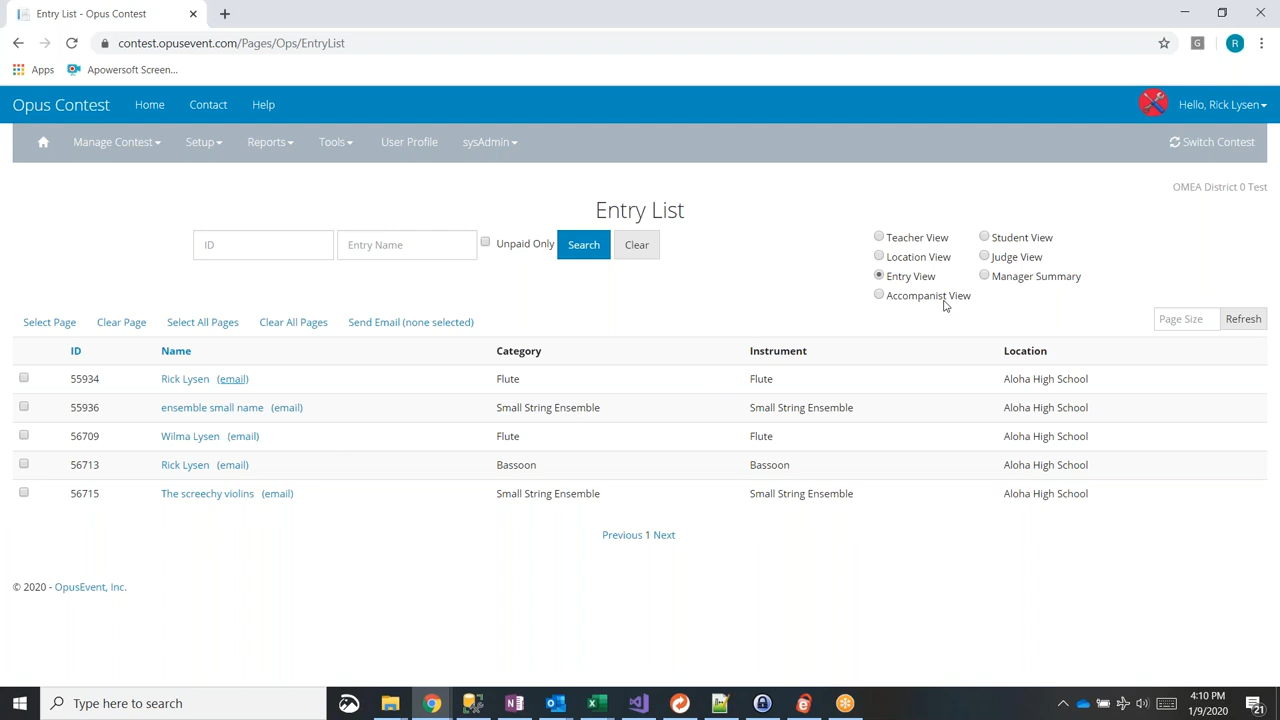 Entry List - Opus Contest
contest.opusevent.com/Pages/Ops/EntryList
G
R
Apps
Apowersoft Screen...
Opus Contest
Home
Contact
Help
Hello, Rick Lysen
Manage Contest
Setup
Reports
Tools
User Profile
sysAdmin
Switch Contest
OMEA District 0 Test
Entry List
ID
Entry Name
Unpaid Only
Search
Clear
Teacher View
Student View
Location View
Judge View
Entry View
Manager Summary
Accompanist View
Select Page
Clear Page
Select All Pages
Clear All Pages
Send Email (none selected)
Page Size
Refresh
ID Name Category Instrument Location
55934 Rick Lysen (email) Flute Flute Aloha High School
55936 ensemble small name (email) Small String Ensemble Small String Ensemble Aloha High School
56709 Wilma Lysen (email) Flute Flute Aloha High School
56713 Rick Lysen (email) Bassoon Bassoon Aloha High School
56715 The screechy violins (email) Small String Ensemble Small String Ensemble Aloha High School
Previous 1 Next
© 2020 - OpusEvent, Inc.
Type here to search
4:10 PM
1/9/2020
21